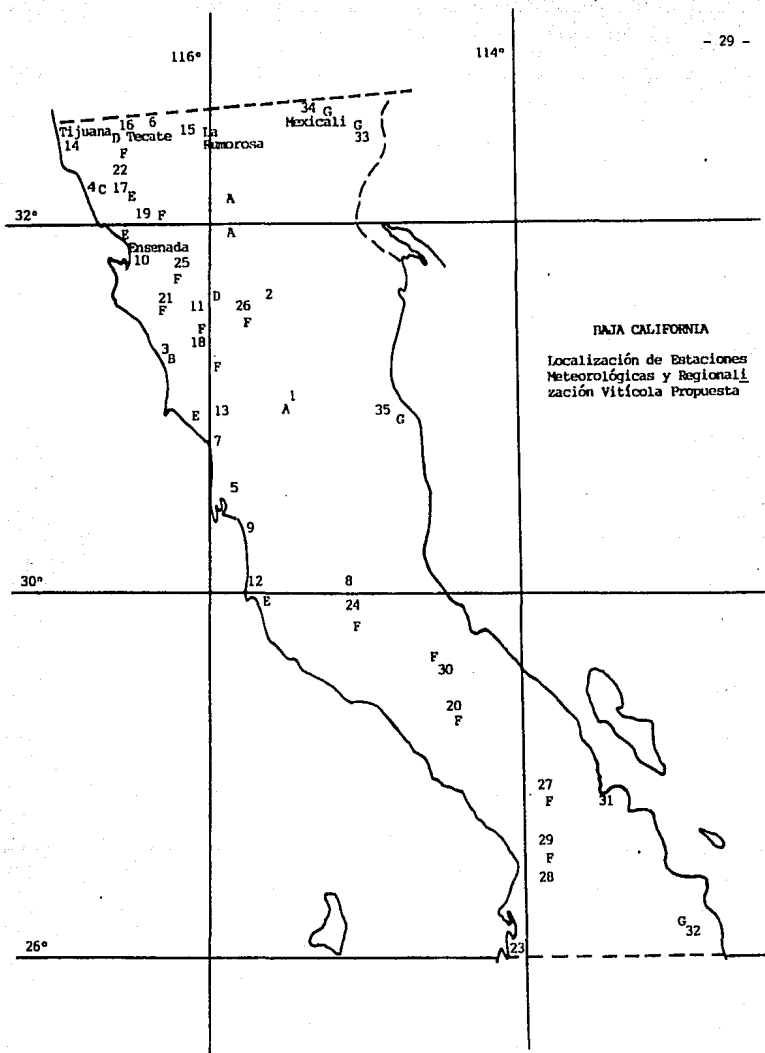 - 29 -
116° 114°
34 G
Mexicali G
33
Tijuana 16 6 15 La
D Tecate Rumorosa
14
F
22
4 C 17 E A
19 F
32°
E A
Ensenada
10 25
F
21 11 D 26 2
F F F
18
3 B F
BAJA CALIFORNIA
Localización de Estaciones
Meteorológicas y Regionali
zación Vitícola Propuesta
1
E 13 A 35 G
7
5
9
30° 12 8
E 24
F
F
30
20
F
27
F 31
29
F
28
G 32
26° 23